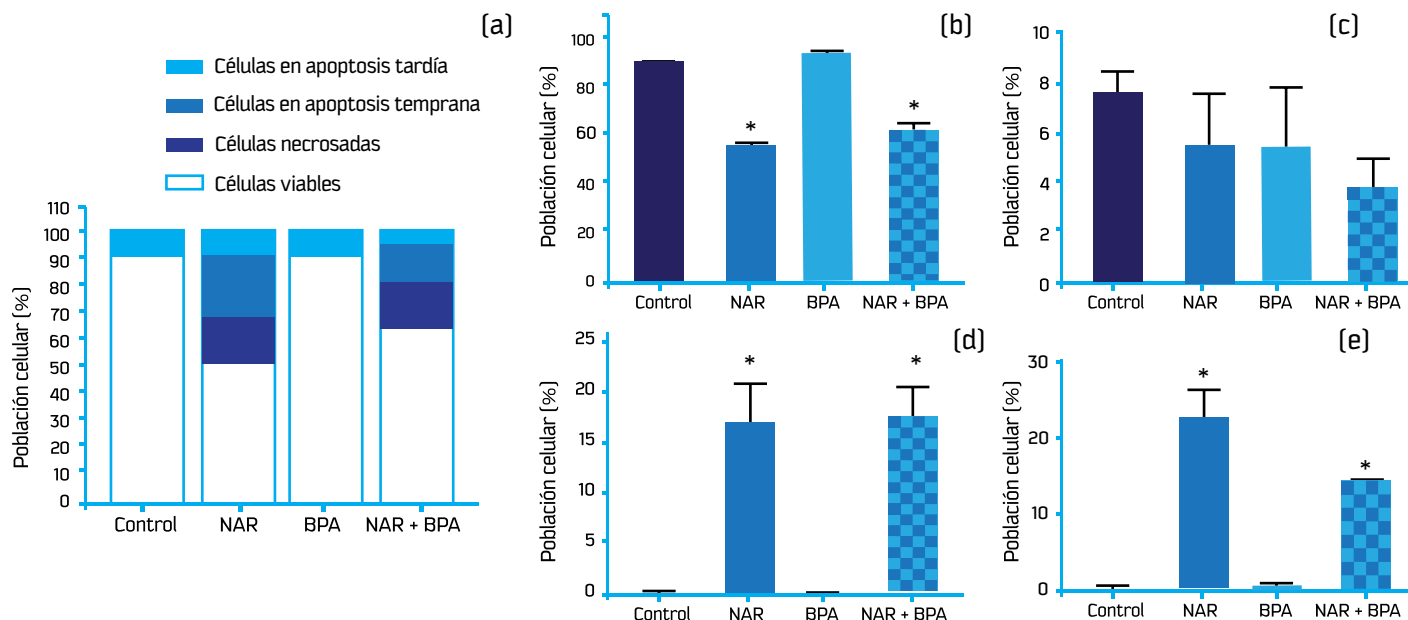 (a)
Células en apoptosis tardía
Células en apoptosis temprana
Células necrosadas
Células viables
Población celular (%)
110
100
90
80
70
60
50
40
30
20
10
0
Control NAR BPA NAR + BPA
(b)
Población celular (%)
100
80
60
40
20
0
*
*
Control NAR BPA NAR + BPA
(c)
Población celular (%)
10
8
6
4
2
0
Control NAR BPA NAR + BPA
(d)
Población celular (%)
25
20
15
10
5
0
*
*
Control NAR BPA NAR + BPA
(e)
Población celular (%)
30
20
10
0
*
*
Control NAR BPA NAR + BPA